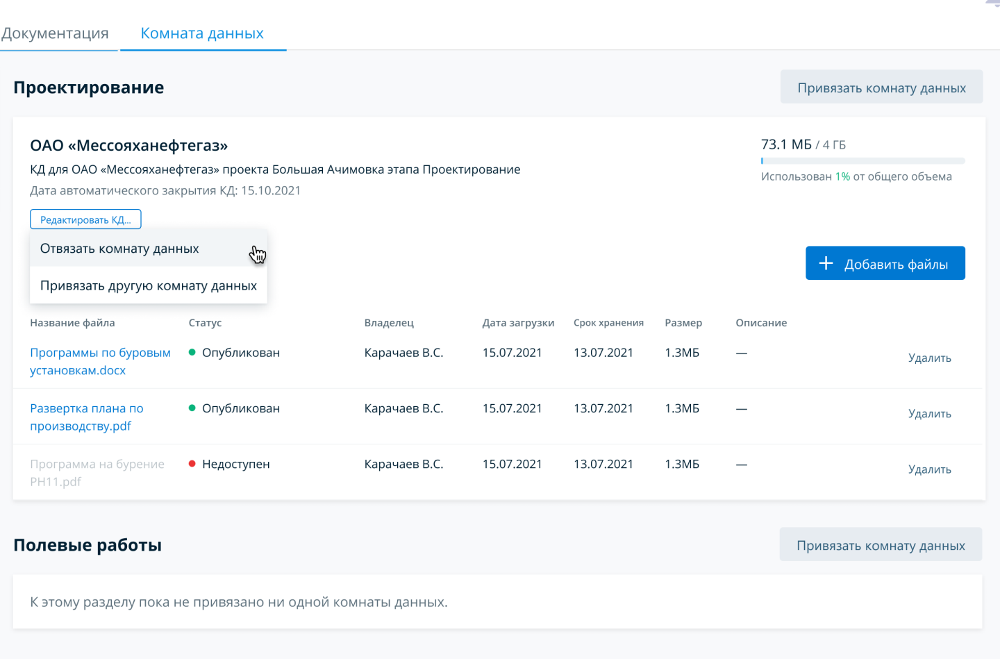 Документация
Комната данных
Проектирование
Привязать комнату данных
ОАО «Мессояханефтегаз»
73.1 МБ / 4 ГБ
КД для ОАО «Мессояханефтегаз» проекта Большая Ачимовка этапа Проектирование
Использован 1% от общего объема
Дата автоматического закрытия КД: 15.10.2021
Редактировать КД...
Отвязать комнату данных
Привязать другую комнату данных
Добавить файлы
Название файла Статус Владелец Дата загрузки Срок хранения Размер Описание
Программы по буровым Опубликован Карачаев В.С. 15.07.2021 13.07.2021 1.3МБ — Удалить
установкам.docx
Развертка плана по Опубликован Карачаев В.С. 15.07.2021 13.07.2021 1.3МБ — Удалить
производству.pdf
Программа на бурение Недоступен Карачаев В.С. 15.07.2021 13.07.2021 1.3МБ — Удалить
РН11.pdf
Полевые работы
Привязать комнату данных
К этому разделу пока не привязано ни одной комнаты данных.